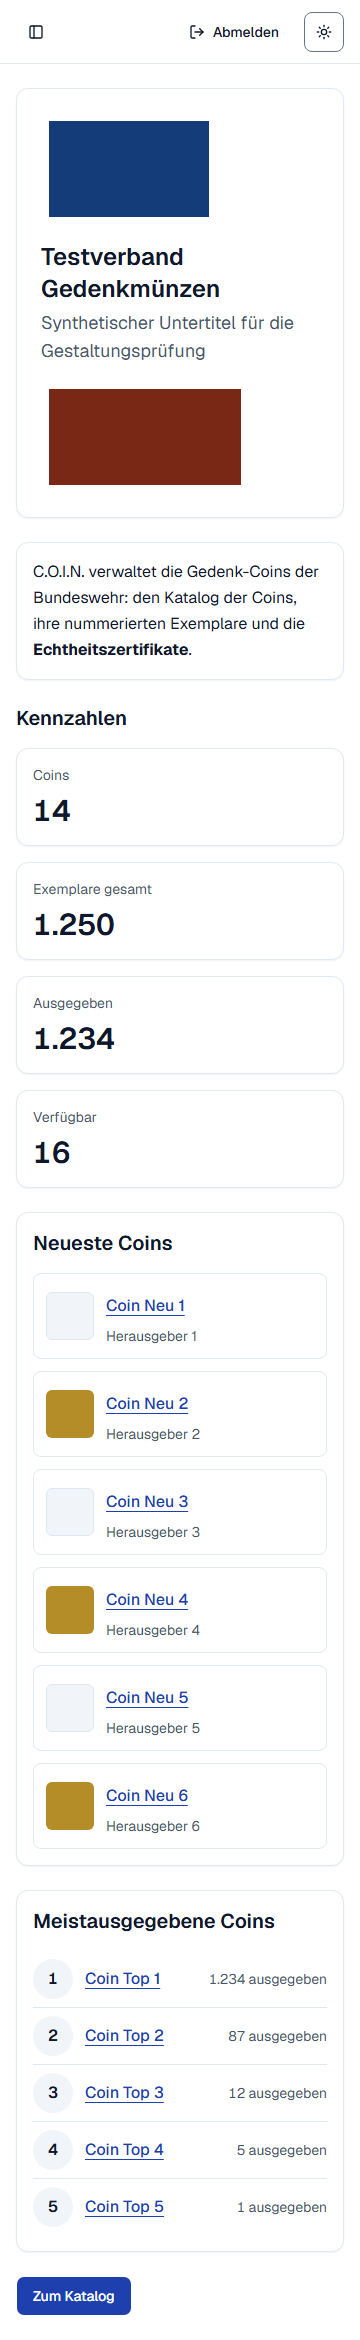 Abmelden
Testverband
Gedenkmünzen
Synthetischer Untertitel für die
Gestaltungsprüfung
C.O.I.N. verwaltet die Gedenk-Coins der
Bundeswehr: den Katalog der Coins,
ihre nummerierten Exemplare und die
Echtheitszertifikate.
Kennzahlen
Coins
14
Exemplare gesamt
1.250
Ausgegeben
1.234
Verfügbar
16
Neueste Coins
Coin Neu 1
Herausgeber 1
Coin Neu 2
Herausgeber 2
Coin Neu 3
Herausgeber 3
Coin Neu 4
Herausgeber 4
Coin Neu 5
Herausgeber 5
Coin Neu 6
Herausgeber 6
Meistausgegebene Coins
1 Coin Top 1 1.234 ausgegeben
2 Coin Top 2 87 ausgegeben
3 Coin Top 3 12 ausgegeben
4 Coin Top 4 5 ausgegeben
5 Coin Top 5 1 ausgegeben
Zum Katalog